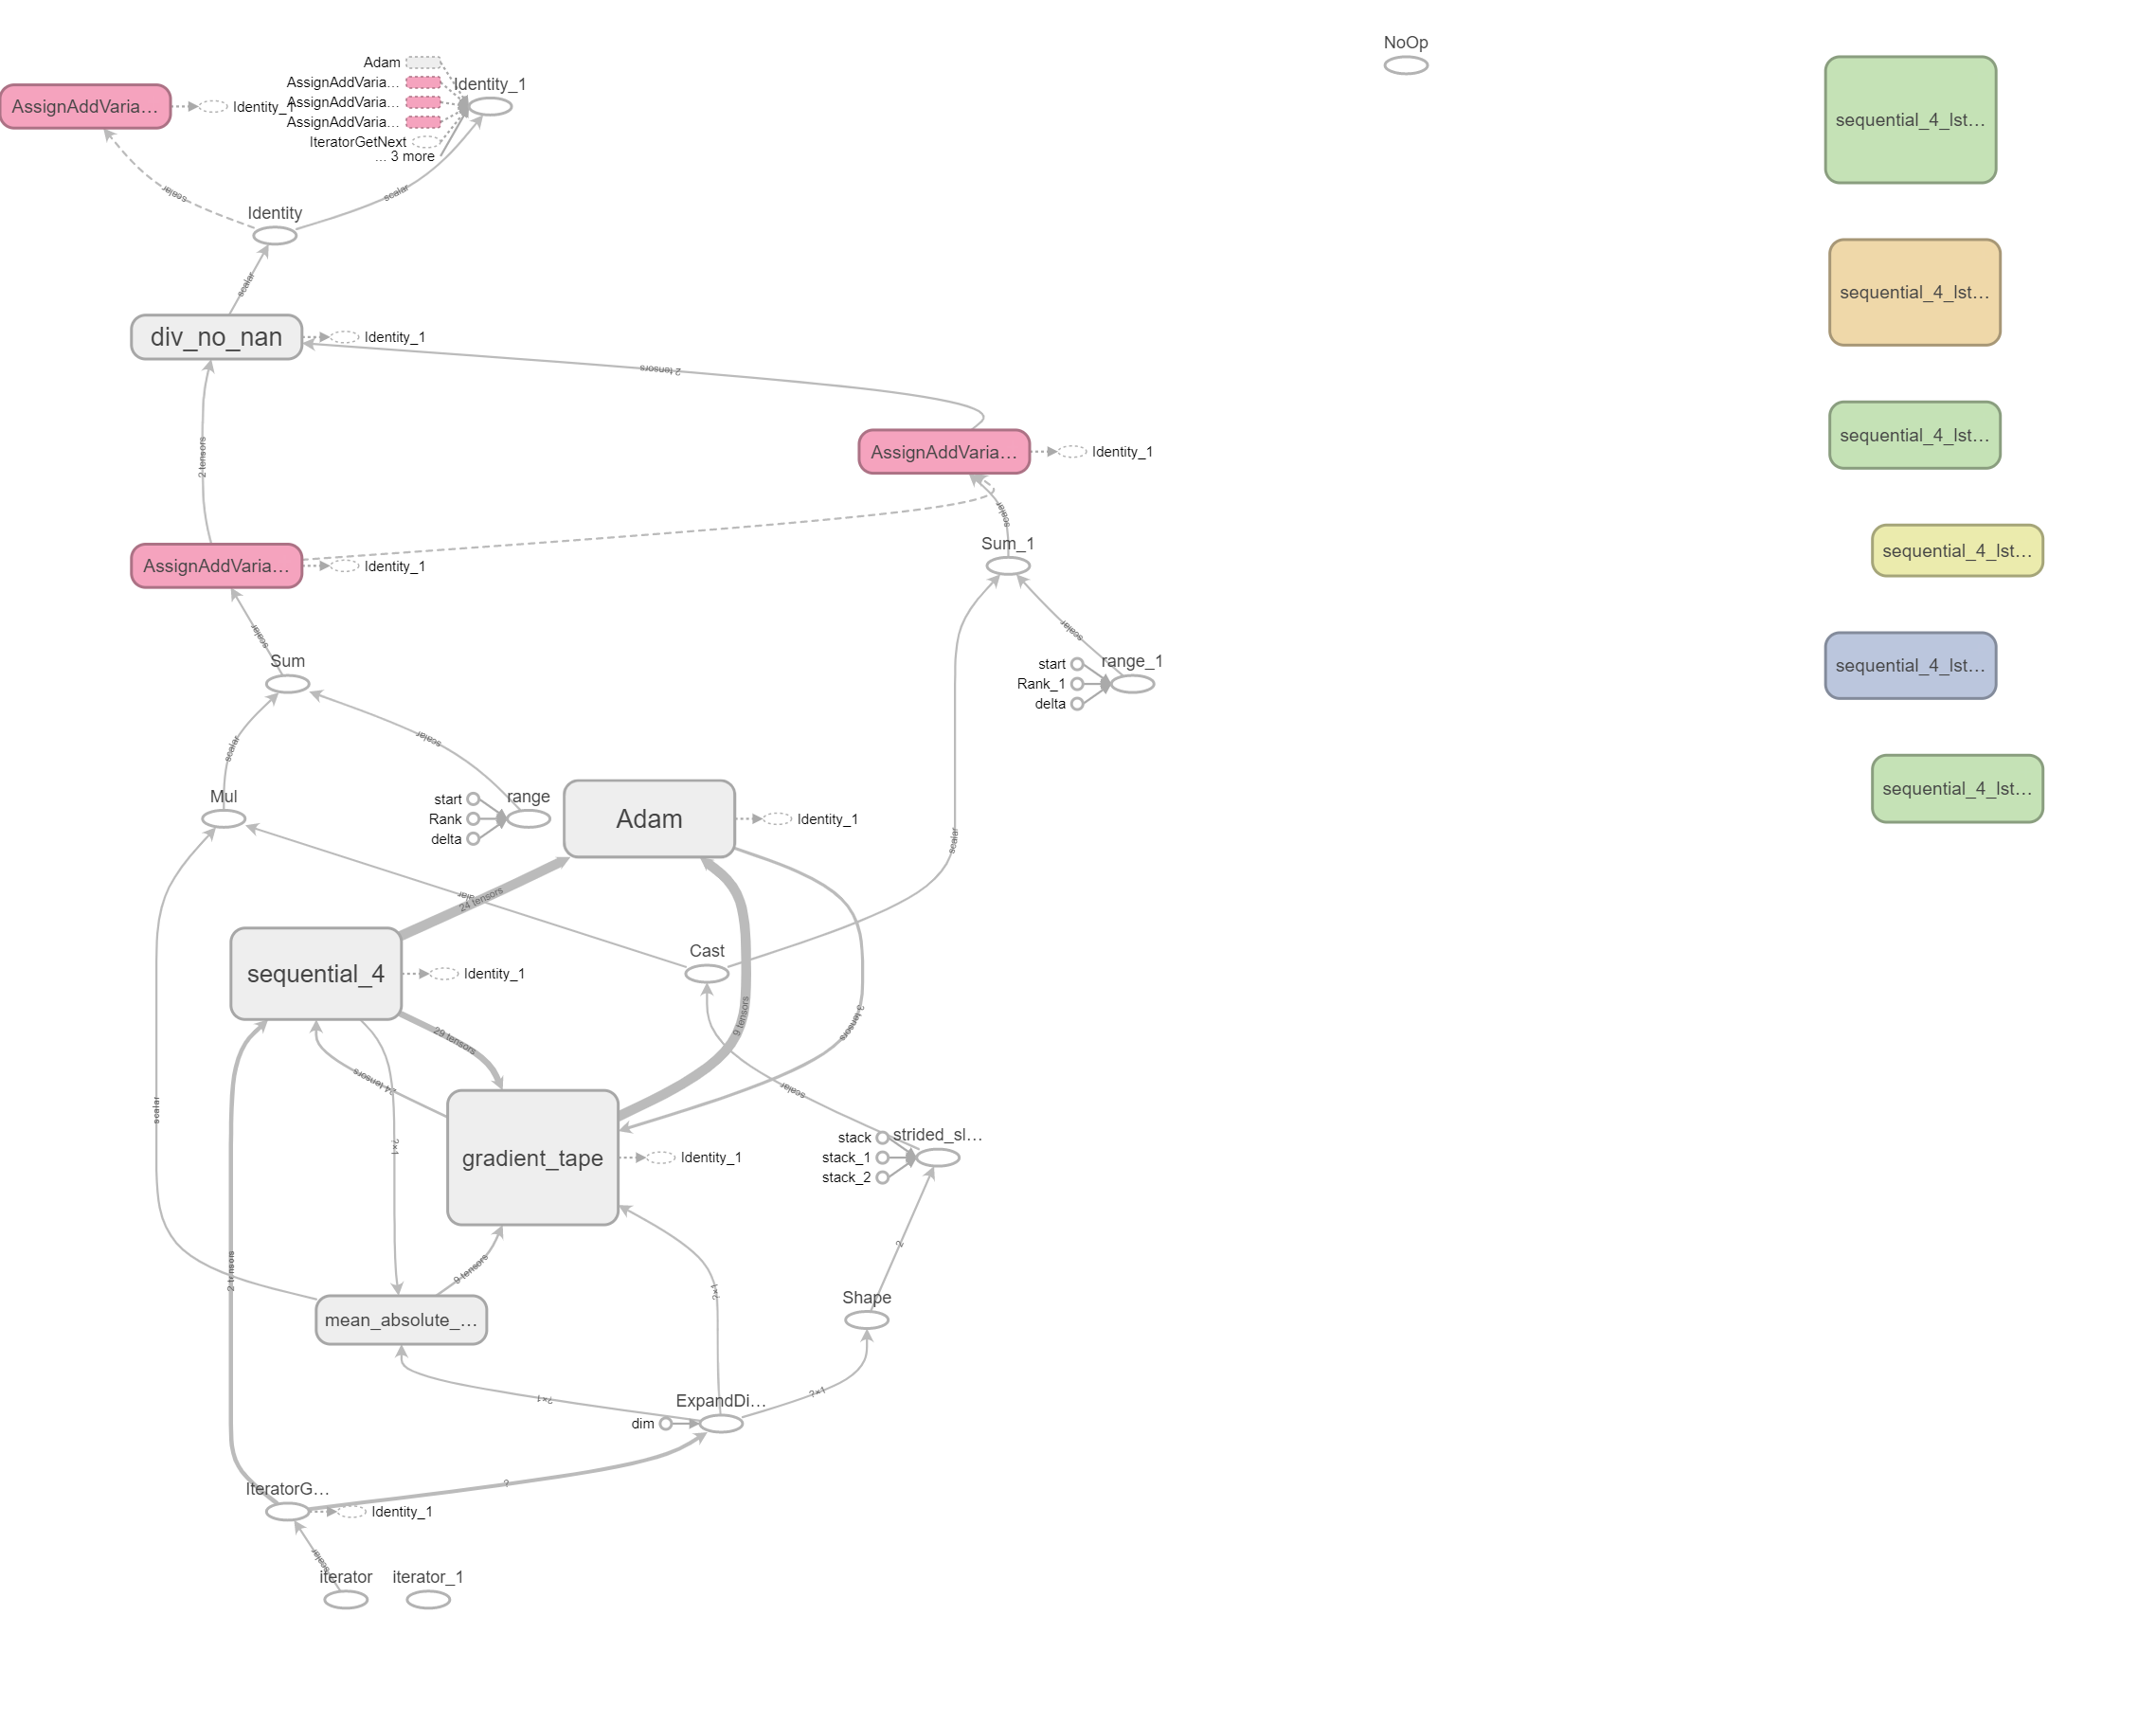 NoOp
Adam
AssignAddVaria…
Identity_1
AssignAddVaria…
Identity_1
AssignAddVaria…
AssignAddVaria…
IteratorGetNext
... 3 more
scalar
scalar
Identity
scalar
div_no_nan
Identity_1
2 tensors
2 tensors
AssignAddVaria…
Identity_1
scalar
Sum_1
AssignAddVaria…
Identity_1
scalar
Sum
scalar
start
range_1
Rank_1
delta
scalar
scalar
Mul
start
range
Rank
delta
Adam
Identity_1
scalar
24 tensors
Cast
sequential_4
Identity_1
9 tensors
3 tensors
29 tensors
24 tensors
scalar
scalar
?×1
stack
strided_sl…
stack_1
stack_2
gradient_tape
Identity_1
2
2 tensors
9 tensors
?×1
Shape
mean_absolute_…
?×1
?×1
ExpandDi…
dim
?
IteratorG…
Identity_1
scalar
iterator
iterator_1
sequential_4_lst…
sequential_4_lst…
sequential_4_lst…
sequential_4_lst…
sequential_4_lst…
sequential_4_lst…